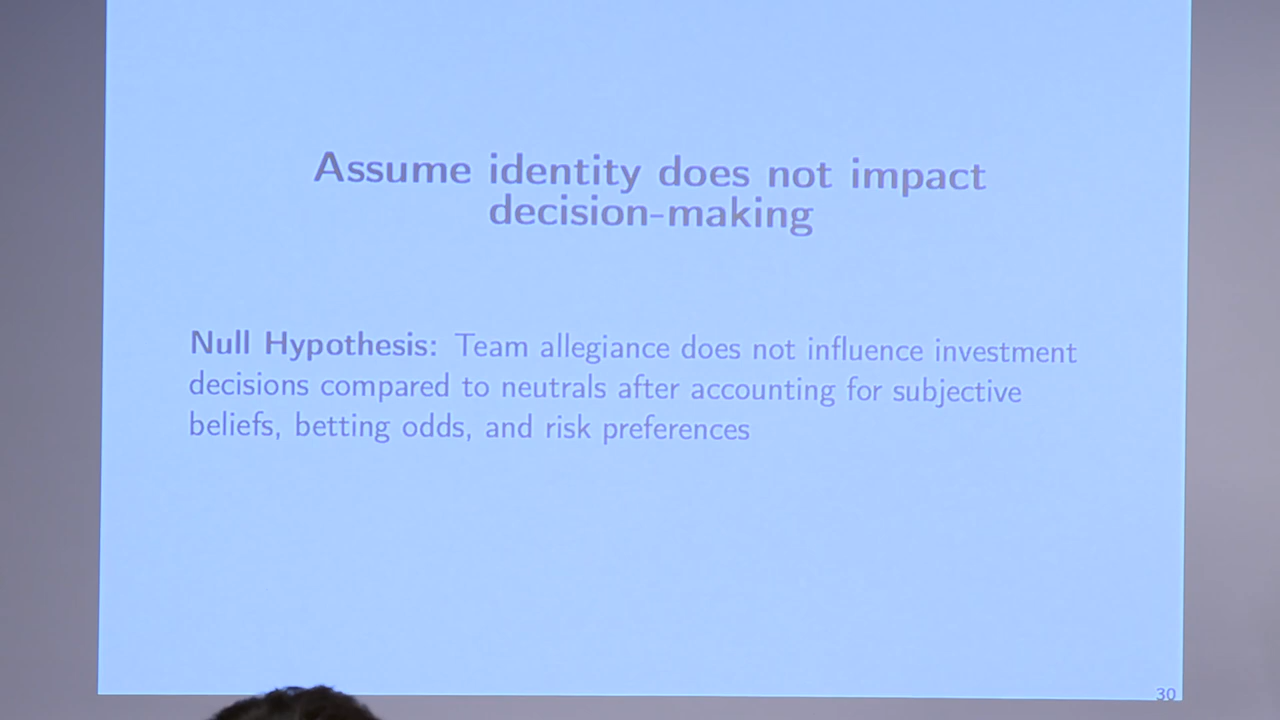 Assume identity does not impact
decision-making
Null Hypothesis: Team allegiance does not influence investment
decisions compared to neutrals after accounting for subjective
beliefs, betting odds, and risk preferences
30